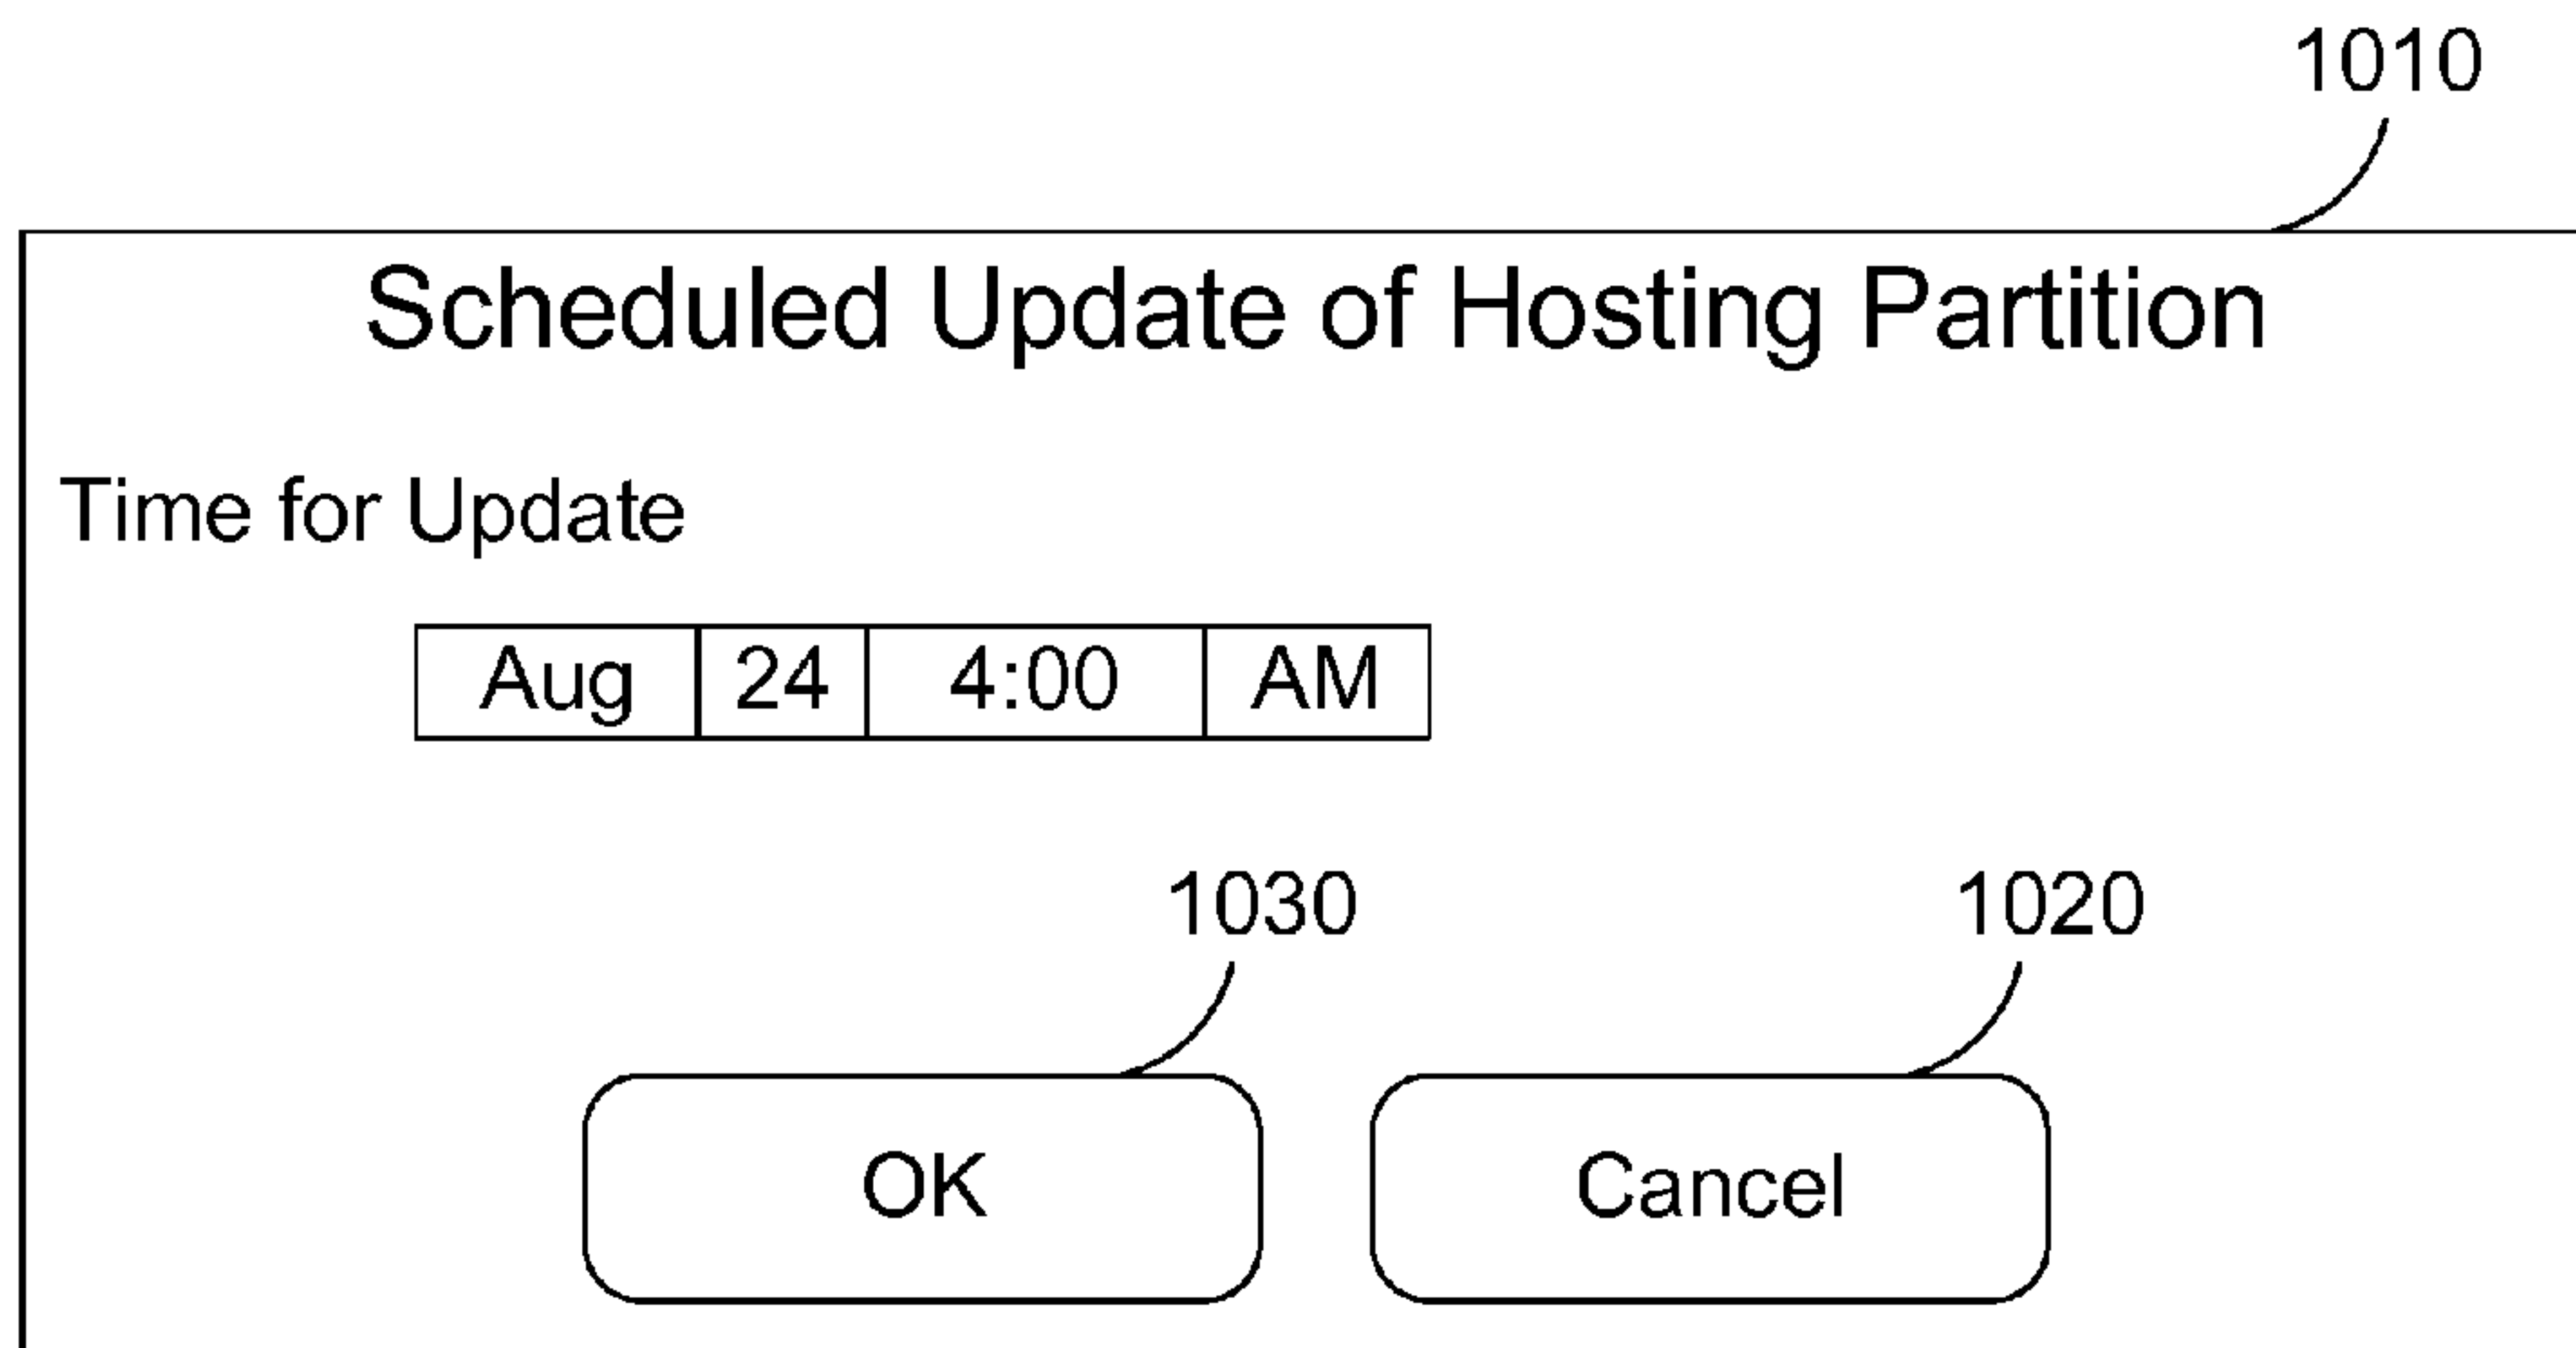 1010
Scheduled Update of Hosting Partition
Time for Update
Aug 24 4:00 AM
1030 1020
OK Cancel